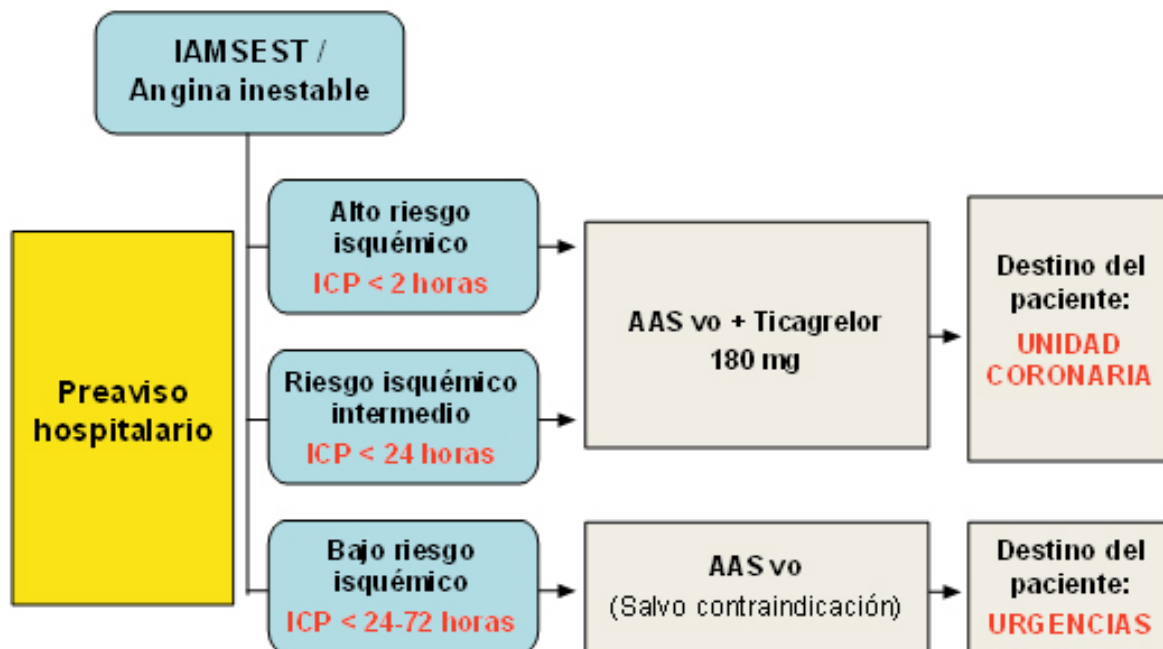 IAMSEST /
Angina inestable
Preaviso
hospitalario
Alto riesgo
isquémico
ICP < 2 horas
AAS vo + Ticagrelor
180 mg
Destino del
paciente:
UNIDAD
CORONARIA
Riesgo isquémico
intermedio
ICP < 24 horas
Bajo riesgo
isquémico
ICP < 24-72 horas
AAS vo
(Salvo contraindicación)
Destino del
paciente:
URGENCIAS